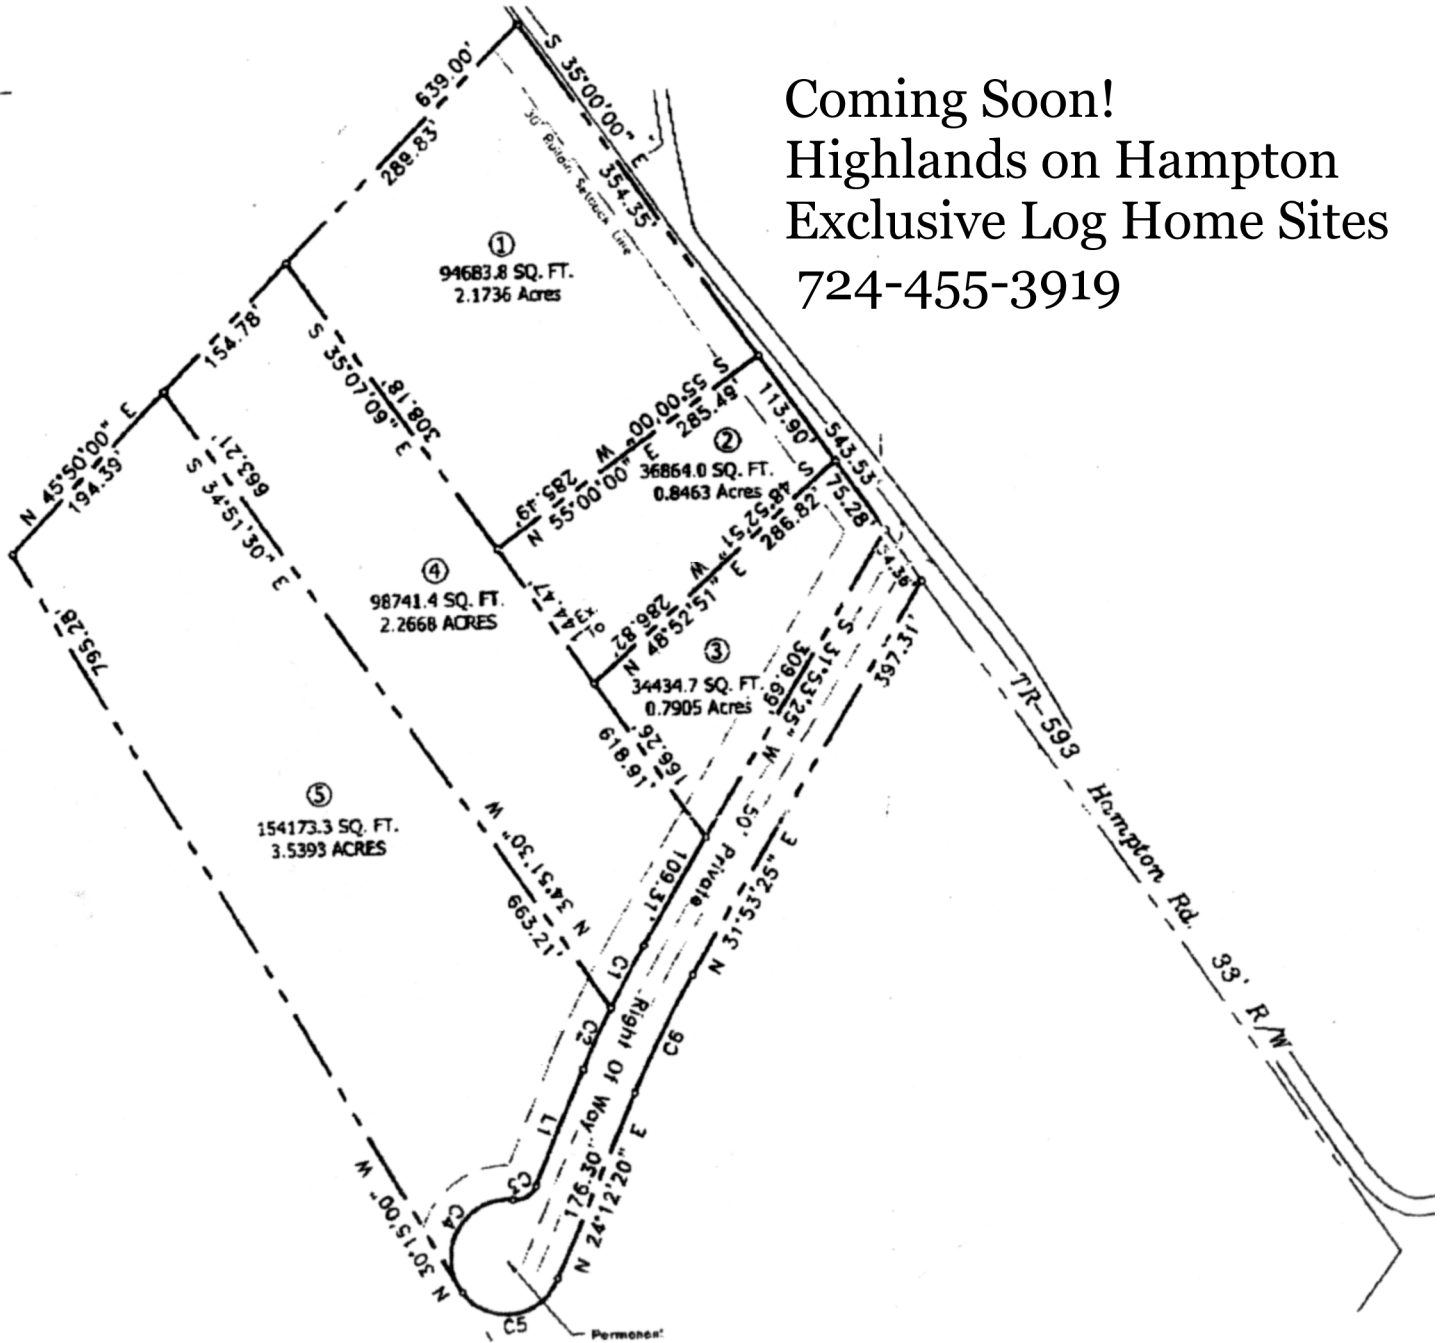 Coming Soon!
Highlands on Hampton
Exclusive Log Home Sites
724-455-3919
639.00'
289.83'
S 35°00'00" E
354.35'
30' Buildin Setback Line
①
94683.8 SQ. FT.
2.1736 Acres
154.78'
S 35°07'09" E
308.18'
S 55°00'00" W
285.49'
285.49'
N 55°00'00" E
113.90'
543.53'
②
36864.0 SQ. FT.
0.8463 Acres
N 45°50'00" E
194.39'
663.21'
S 34°51'30" E
S 48°52'51" W
286.82'
286.82'
N 48°52'51" E
75.28'
54.36'
④
98741.4 SQ. FT.
2.2668 ACRES
144.47'
③
34434.7 SQ. FT.
0.7905 Acres
S 31°53'25" W
309.69'
397.31'
795.28'
166.26'
618.91'
TR-593 Hampton Rd. 33' R/W
⑤
154173.3 SQ. FT.
3.5393 ACRES
N 34°51'30" W
663.21'
109.31'
50' Private Right Of Way
N 31°53'25" E
C1
C2
C6
L1
C3
C4
176.30'
N 24°12'20" E
N 30°15'00" W
C5
Permanent